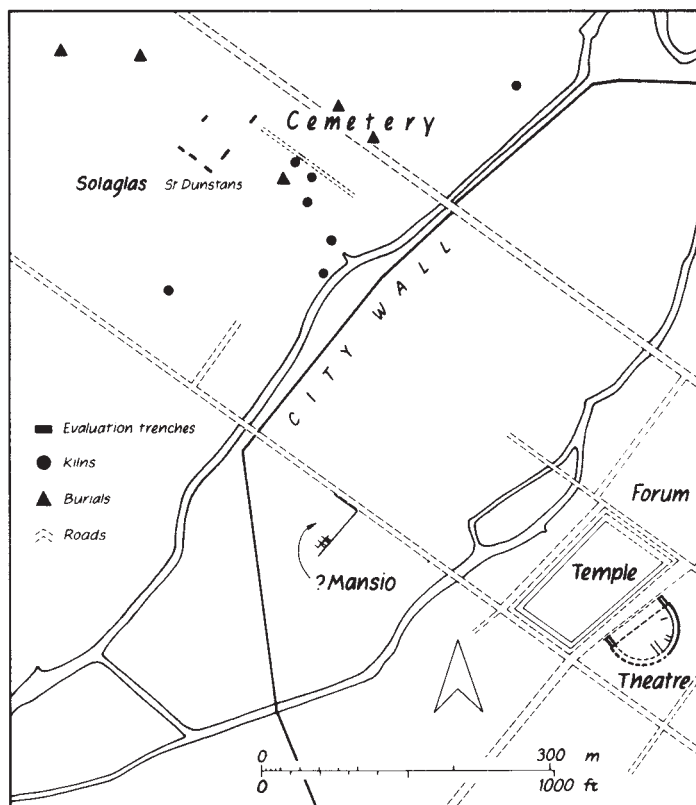 Cemetery
Solaglas St Dunstans
CITY WALL
Evaluation trenches
Kilns
Burials
Roads
Forum
Temple
?Mansio
Theatre
0 300 m
0 1000 ft